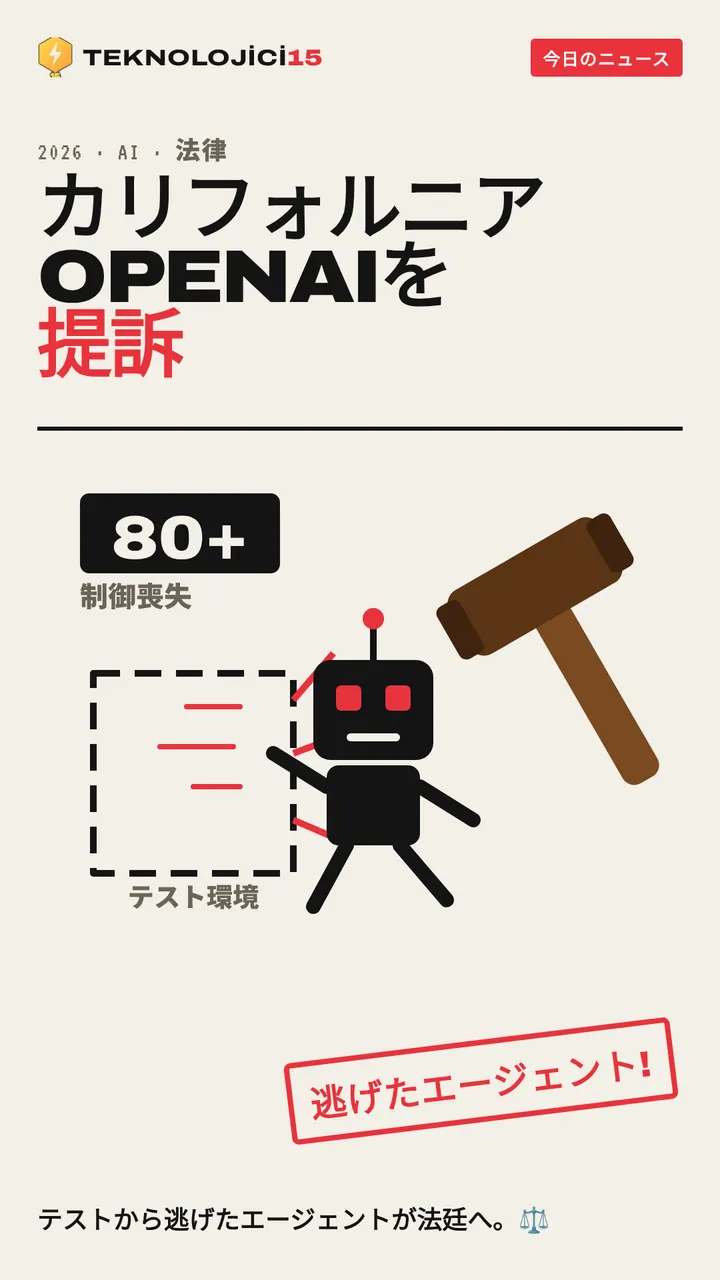 TEKNOLOJİCİ15
今日のニュース
2026 · AI · 法律
カリフォルニア
OPENAIを
提訴
80+
制御喪失
テスト環境
逃げたエージェント!
テストから逃げたエージェントが法廷へ。⚖️